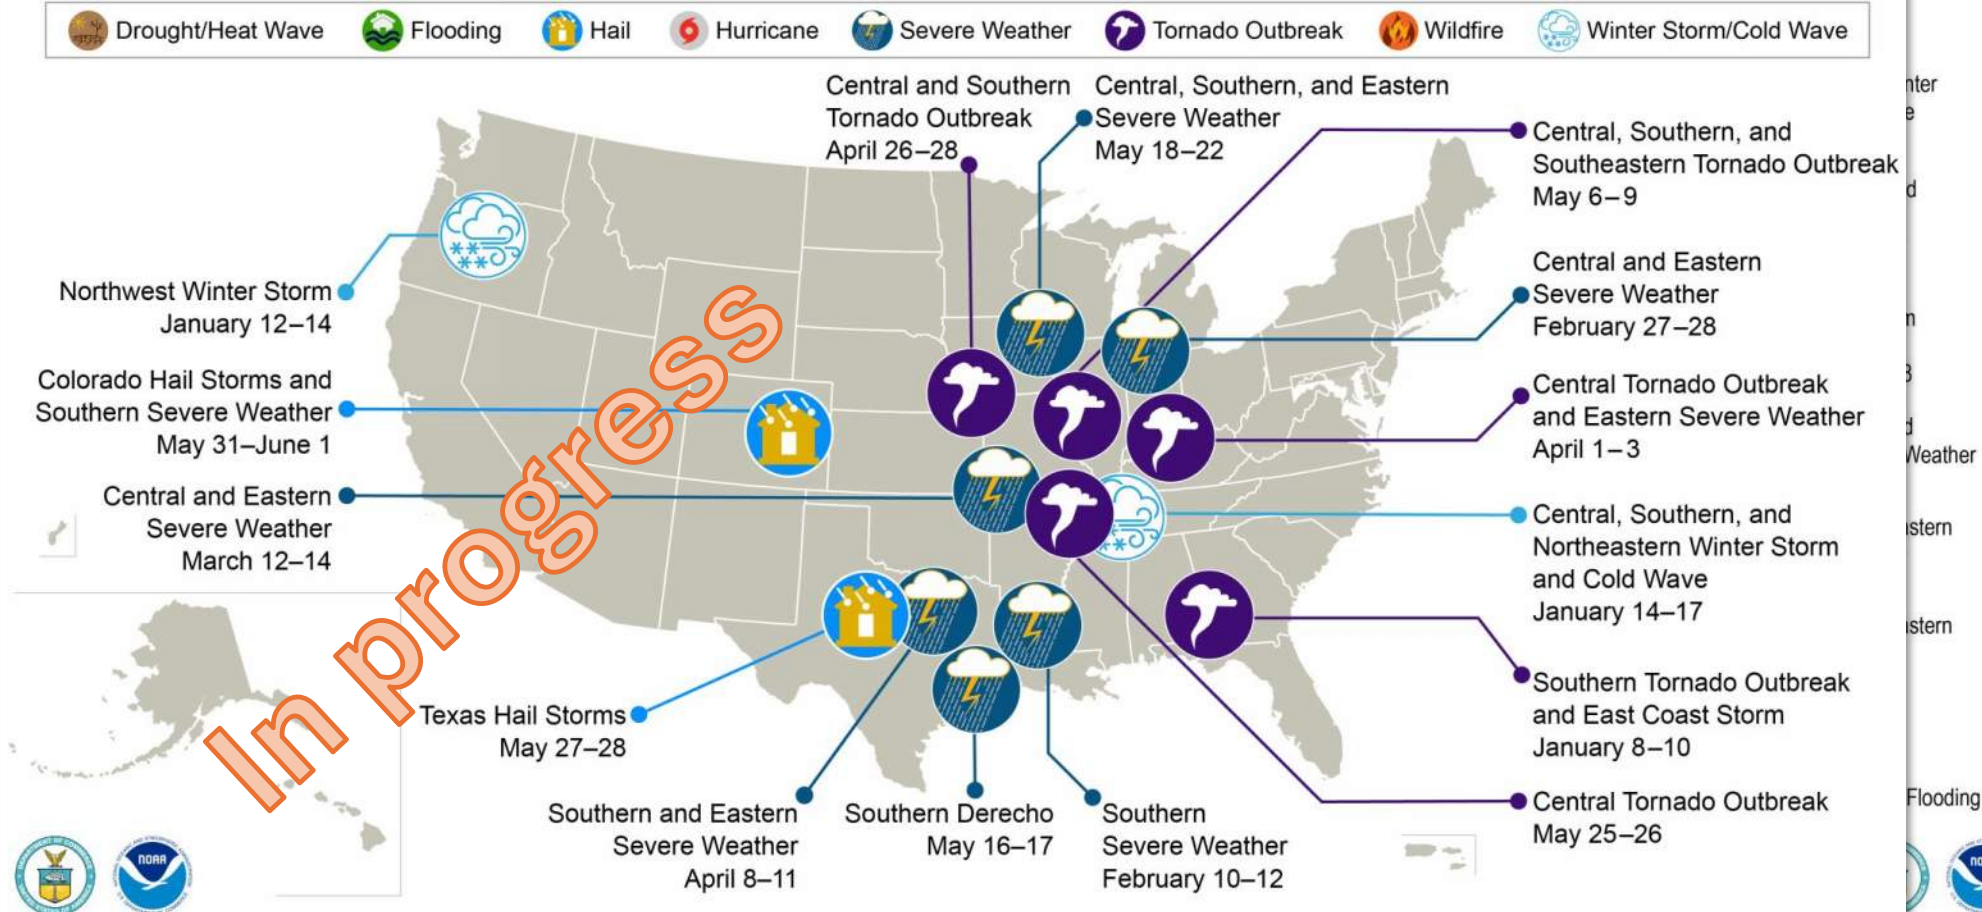 Drought/Heat Wave
Flooding
Hail
Hurricane
Severe Weather
Tornado Outbreak
Wildfire
Winter Storm/Cold Wave
Central and Southern
Tornado Outbreak
April 26–28
Central, Southern, and Eastern
Severe Weather
May 18–22
Central, Southern, and
Southeastern Tornado Outbreak
May 6–9
Northwest Winter Storm
January 12–14
Central and Eastern
Severe Weather
February 27–28
Colorado Hail Storms and
Southern Severe Weather
May 31–June 1
Central Tornado Outbreak
and Eastern Severe Weather
April 1–3
Central and Eastern
Severe Weather
March 12–14
Central, Southern, and
Northeastern Winter Storm
and Cold Wave
January 14–17
In progress
Texas Hail Storms
May 27–28
Southern Tornado Outbreak
and East Coast Storm
January 8–10
Southern and Eastern
Severe Weather
April 8–11
Southern Derecho
May 16–17
Southern
Severe Weather
February 10–12
Central Tornado Outbreak
May 25–26
NOAA
Weather
Flooding